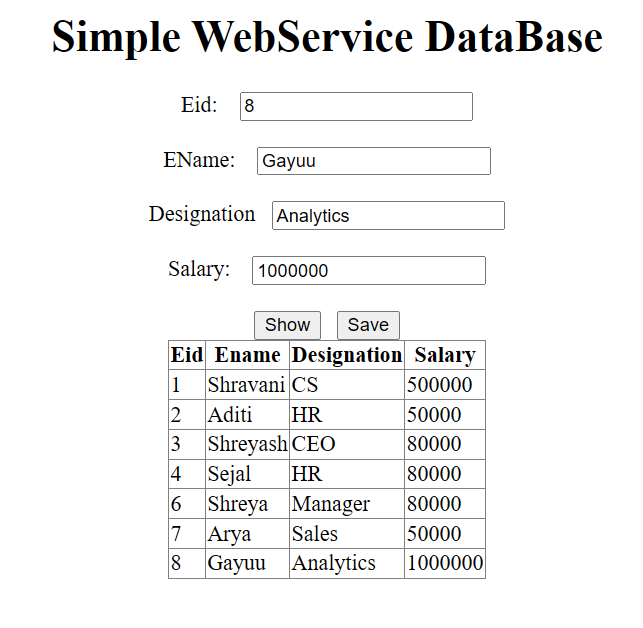 Simple WebService DataBase
Eid: 8
EName: Gayuu
Designation Analytics
Salary: 1000000
Show Save
Eid Ename Designation Salary
1 Shravani CS 500000
2 Aditi HR 50000
3 Shreyash CEO 80000
4 Sejal HR 80000
6 Shreya Manager 80000
7 Arya Sales 50000
8 Gayuu Analytics 1000000